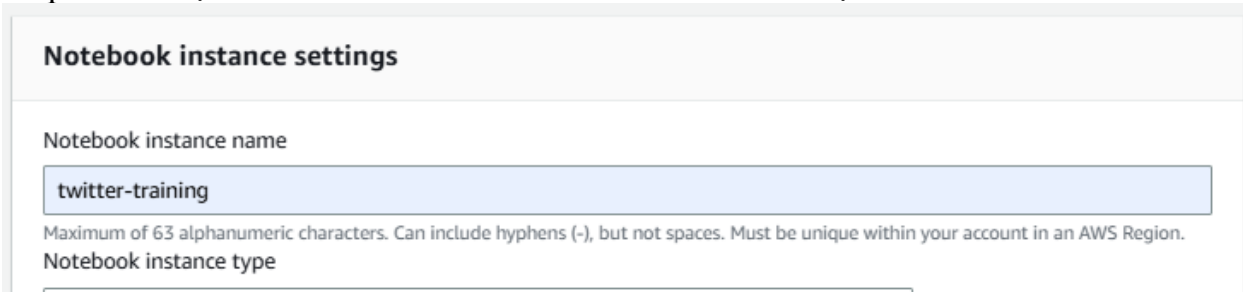 Notebook instance settings
Notebook instance name
twitter-training
Maximum of 63 alphanumeric characters. Can include hyphens (-), but not spaces. Must be unique within your account in an AWS Region.
Notebook instance type